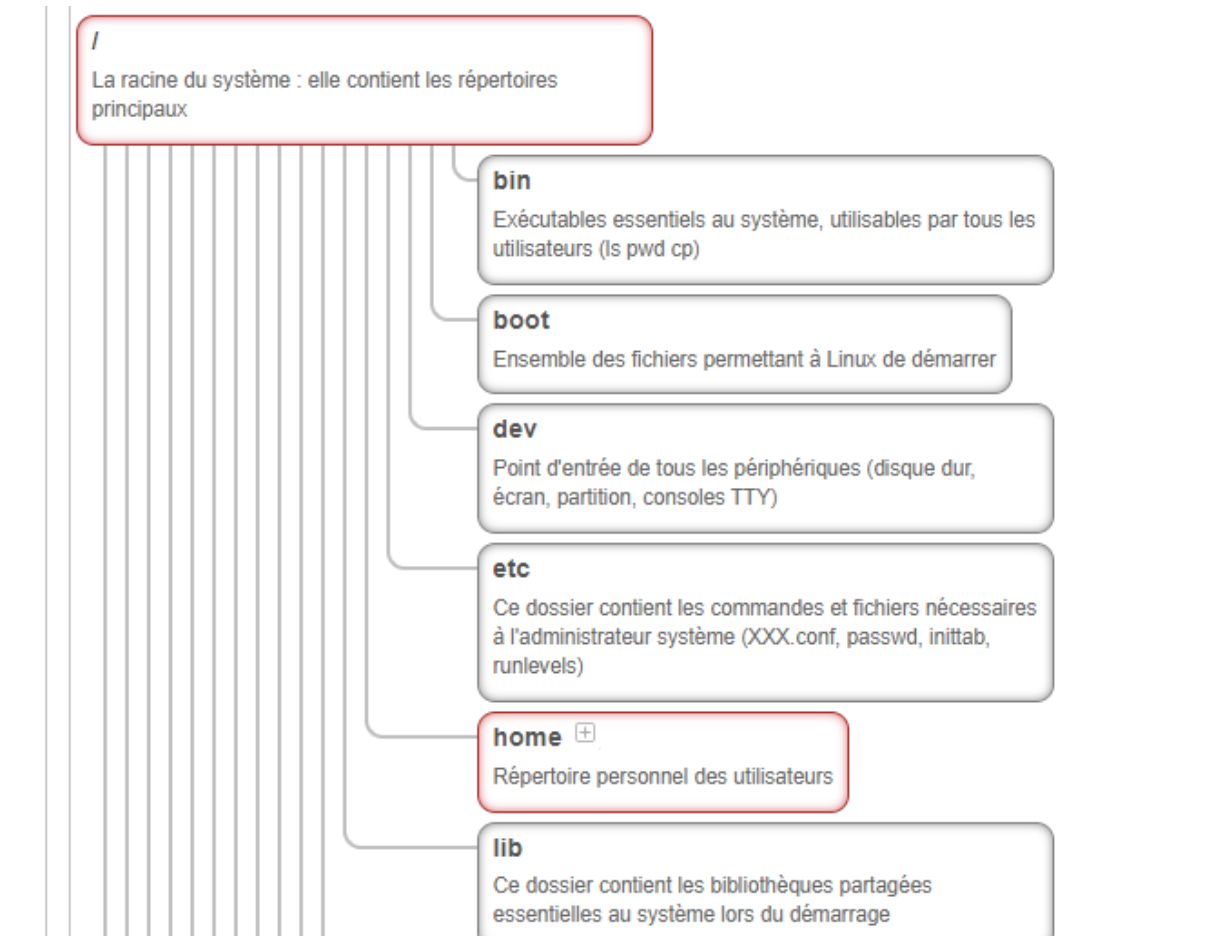 /
La racine du système : elle contient les répertoires
principaux
bin
Exécutables essentiels au système, utilisables par tous les
utilisateurs (ls pwd cp)
boot
Ensemble des fichiers permettant à Linux de démarrer
dev
Point d'entrée de tous les périphériques (disque dur,
écran, partition, consoles TTY)
etc
Ce dossier contient les commandes et fichiers nécessaires
à l'administrateur système (XXX.conf, passwd, inittab,
runlevels)
home
Répertoire personnel des utilisateurs
lib
Ce dossier contient les bibliothèques partagées
essentielles au système lors du démarrage